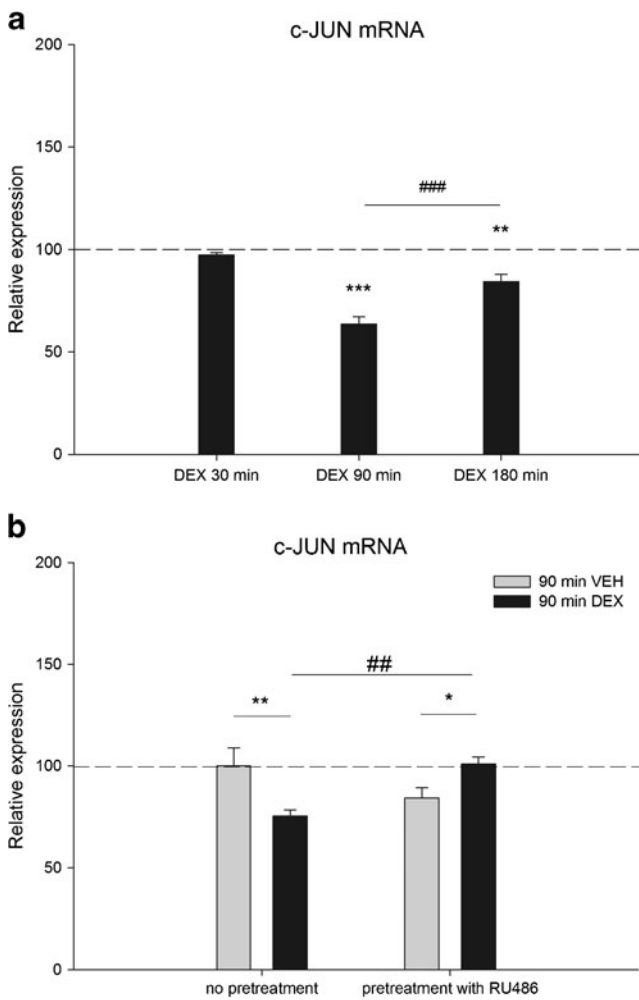 a
c-JUN mRNA
200
150
100
50
0
Relative expression
###
**
***
DEX 30 min DEX 90 min DEX 180 min
b
c-JUN mRNA
200
150
100
50
0
Relative expression
90 min VEH
90 min DEX
##
** *
no pretreatment pretreatment with RU486